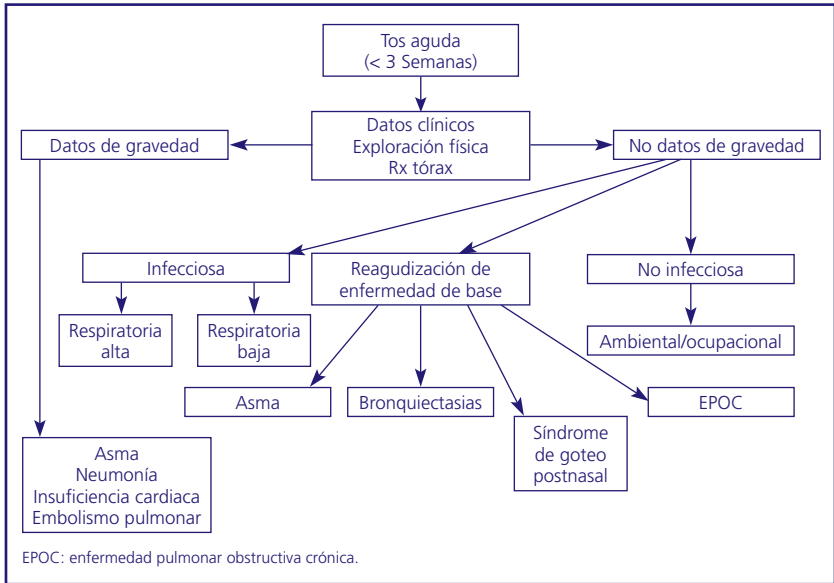 Tos aguda
(< 3 Semanas)
Datos de gravedad
Datos clínicos
Exploración física
Rx tórax
No datos de gravedad
Infecciosa
Reagudización de
enfermedad de base
No infecciosa
Respiratoria
alta
Respiratoria
baja
Ambiental/ocupacional
Asma
Bronquiectasias
EPOC
Síndrome
de goteo
postnasal
Asma
Neumonía
Insuficiencia cardiaca
Embolismo pulmonar
EPOC: enfermedad pulmonar obstructiva crónica.